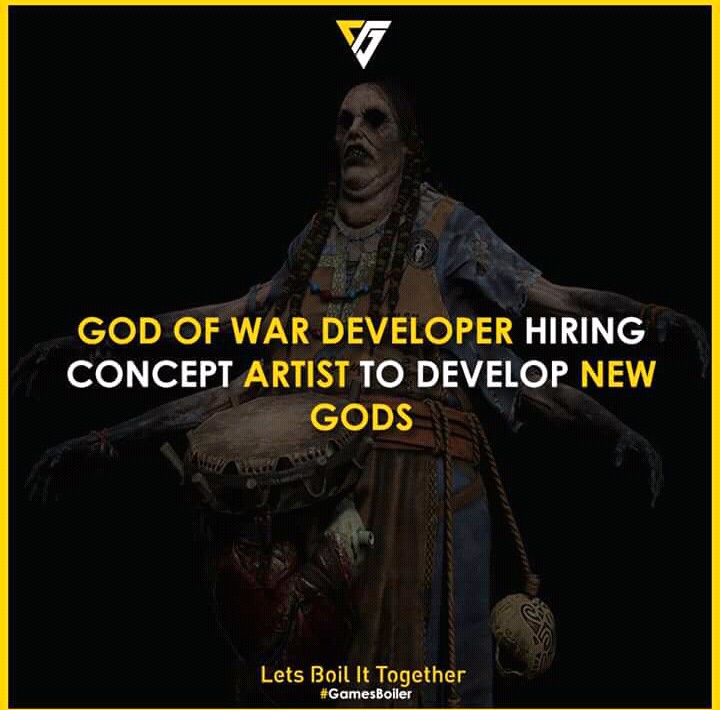 GOD OF WAR DEVELOPER HIRING
CONCEPT ARTIST TO DEVELOP NEW
GODS
Lets Boil It Together
#GamesBoiler